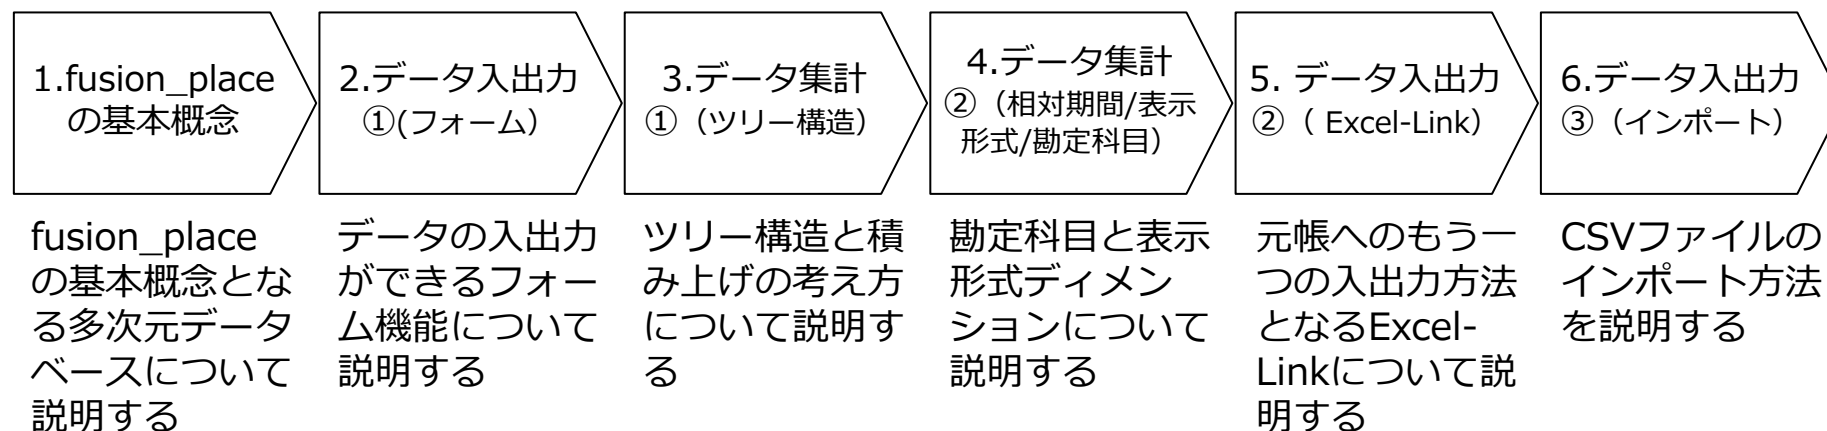 1.fusion_place
の基本概念
2.データ入出力
①(フォーム）
3.データ集計
①（ツリー構造）
4.データ集計
②（相対期間/表示
形式/勘定科目）
5. データ入出力
②（ Excel-Link）
6.データ入出力
③（インポート）
fusion_place
の基本概念とな
る多次元データ
ベースについて
説明する
データの入出力
ができるフォー
ム機能について
説明する
ツリー構造と積
み上げの考え方
について説明す
る
勘定科目と表示
形式ディメン
ションについて
説明する
元帳へのもう一
つの入出力方法
となるExcel-
Linkについて説
明する
CSVファイルの
インポート方法
を説明する